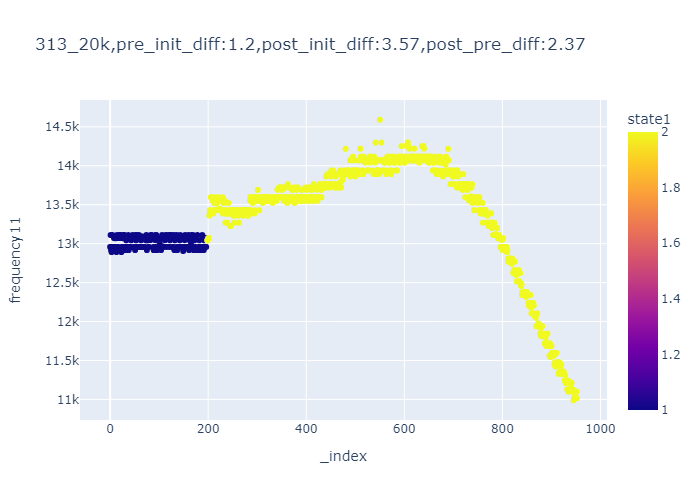 313_20k,pre_init_diff:1.2,post_init_diff:3.57,post_pre_diff:2.37
state1
14.5k
14k
13.5k
13k
12.5k
12k
11.5k
11k
frequency11
0
200
400
600
800
1000
_index
2
1.8
1.6
1.4
1.2
1